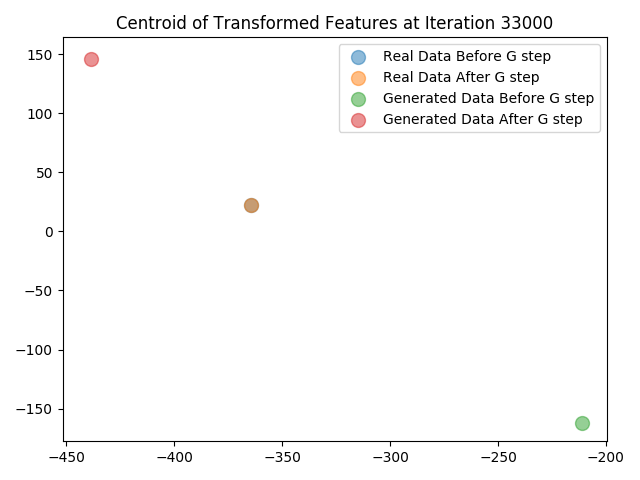 Centroid of Transformed Features at Iteration 33000
Real Data Before G step
Real Data After G step
Generated Data Before G step
Generated Data After G step
150
100
50
0
−50
−100
−150
−450
−400
−350
−300
−250
−200